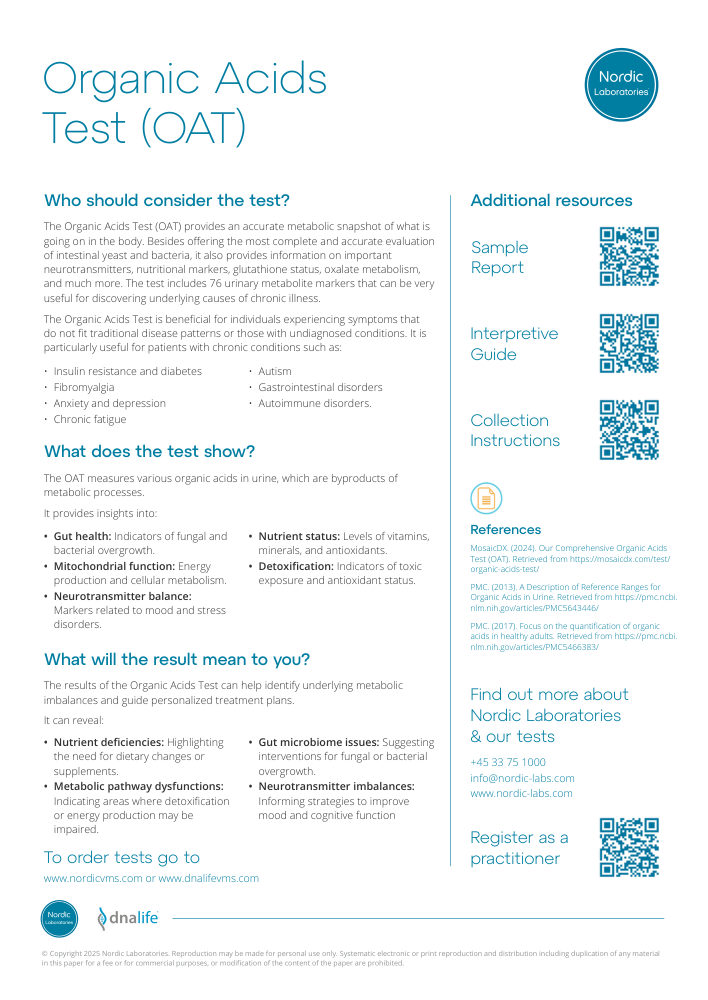 Organic Acids
Test (OAT)
Nordic
Laboratories
Who should consider the test?
The Organic Acids Test (OAT) provides an accurate metabolic snapshot of what is
going on in the body. Besides offering the most complete and accurate evaluation
of intestinal yeast and bacteria, it also provides information on important
neurotransmitters, nutritional markers, glutathione status, oxalate metabolism,
and much more. The test includes 76 urinary metabolite markers that can be very
useful for discovering underlying causes of chronic illness.
The Organic Acids Test is beneficial for individuals experiencing symptoms that
do not fit traditional disease patterns or those with undiagnosed conditions. It is
particularly useful for patients with chronic conditions such as:
• Insulin resistance and diabetes
• Fibromyalgia
• Anxiety and depression
• Chronic fatigue
• Autism
• Gastrointestinal disorders
• Autoimmune disorders.
What does the test show?
The OAT measures various organic acids in urine, which are byproducts of
metabolic processes.
It provides insights into:
• Gut health: Indicators of fungal and
bacterial overgrowth.
• Mitochondrial function: Energy
production and cellular metabolism.
• Neurotransmitter balance:
Markers related to mood and stress
disorders.
• Nutrient status: Levels of vitamins,
minerals, and antioxidants.
• Detoxification: Indicators of toxic
exposure and antioxidant status.
What will the result mean to you?
The results of the Organic Acids Test can help identify underlying metabolic
imbalances and guide personalized treatment plans.
It can reveal:
• Nutrient deficiencies: Highlighting
the need for dietary changes or
supplements.
• Metabolic pathway dysfunctions:
Indicating areas where detoxification
or energy production may be
impaired.
• Gut microbiome issues: Suggesting
interventions for fungal or bacterial
overgrowth.
• Neurotransmitter imbalances:
Informing strategies to improve
mood and cognitive function
To order tests go to
www.nordicvms.com or www.dnalifevms.com
Additional resources
Sample
Report
Interpretive
Guide
Collection
Instructions
References
MosaicDX. (2024). Our Comprehensive Organic Acids
Test (OAT). Retrieved from https://mosaicdx.com/test/
organic-acids-test/
PMC. (2013). A Description of Reference Ranges for
Organic Acids in Urine. Retrieved from https://pmc.ncbi.
nlm.nih.gov/articles/PMC5643446/
PMC. (2017). Focus on the quantification of organic
acids in healthy adults. Retrieved from https://pmc.ncbi.
nlm.nih.gov/articles/PMC5466383/
Find out more about
Nordic Laboratories
& our tests
+45 33 75 1000
info@nordic-labs.com
www.nordic-labs.com
Register as a
practitioner
Nordic
Laboratories
dnalife
© Copyright 2025 Nordic Laboratories. Reproduction may be made for personal use only. Systematic electronic or print reproduction and distribution including duplication of any material
in this paper for a fee or for commercial purposes, or modification of the content of the paper are prohibited.